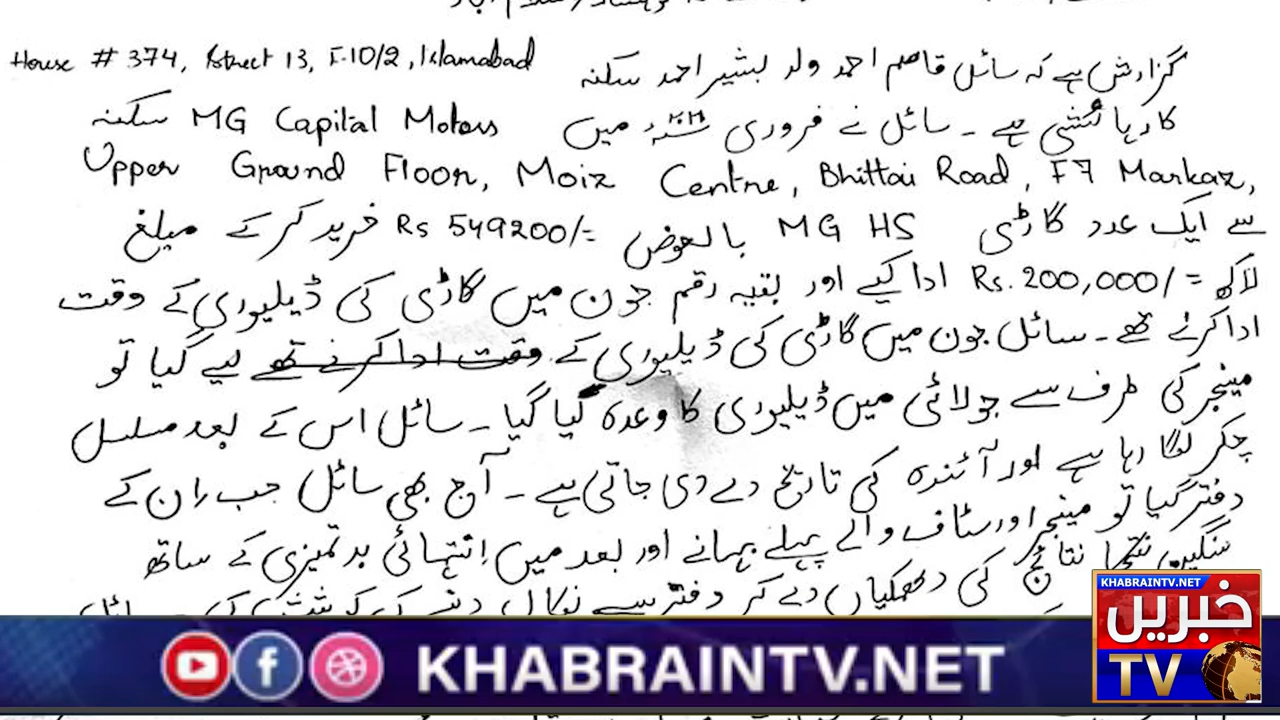 House # 374, Street 13, I-10/2, Islamabad گزارش ہے کہ سائل قاسم احمد ولد بشیر احمد سکنہ
کا رہائشی ہے ۔ سائل نے فروری میں MG Capital Motors سکنہ
Upper Ground Floor, Moiz Centre, Bhittai Road, F7 Markaz,
سے ایک عدد گاڑی MG HS بالعوض Rs 549200/= خرید کر کے مبلغ
لاکھ Rs. 200,000/= ادا کیے اور بقیہ رقم جون میں گاڑی کی ڈیلیوری کے وقت
ادا کرنے تھے ۔ سائل جون میں گاڑی کی ڈیلیوری کے وقت ادا کرنے تھے لیے گیا تو
مینجر کی طرف سے جولائی میں ڈیلیوری کا وعدہ کیا گیا ۔ سائل اس کے بعد مسلسل
چکر لگا رہا ہے اور آئندہ کی تاریخ دے دی جاتی ہے ۔ آج بھی سائل جب ان کے
دفتر گیا تو مینجر اور سٹاف والے پہلے بہانے اور بعد میں انتہائی بدتمیزی کے ساتھ
سنگین نتائج کی دھمکیاں دے کر دفتر سے
KHABRAINTV.NET
KHABRAINTV.NET
خبریں
TV